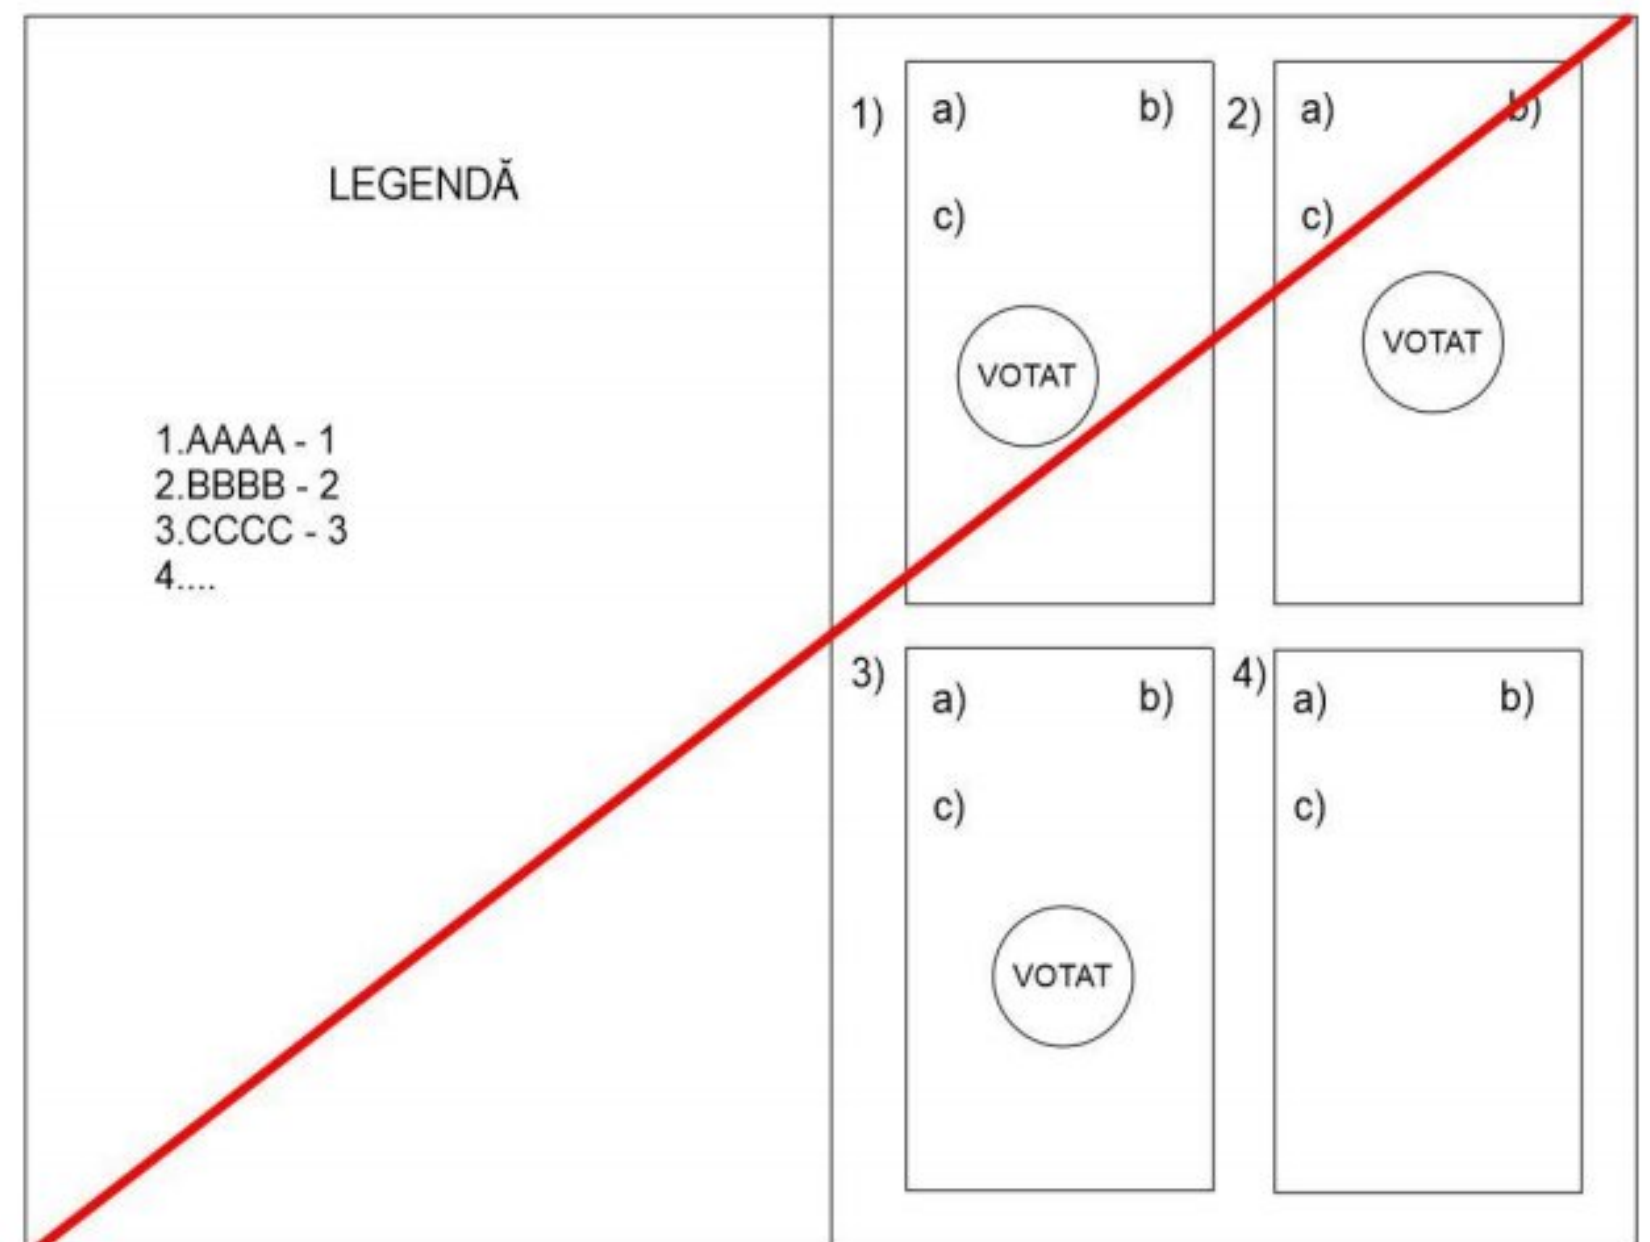 LEGENDĂ
1.AAAA - 1
2.BBBB - 2
3.CCCC - 3
4....
1)
a) b)
c)
VOTAT
2)
a) b)
c)
VOTAT
3)
a) b)
c)
VOTAT
4)
a) b)
c)